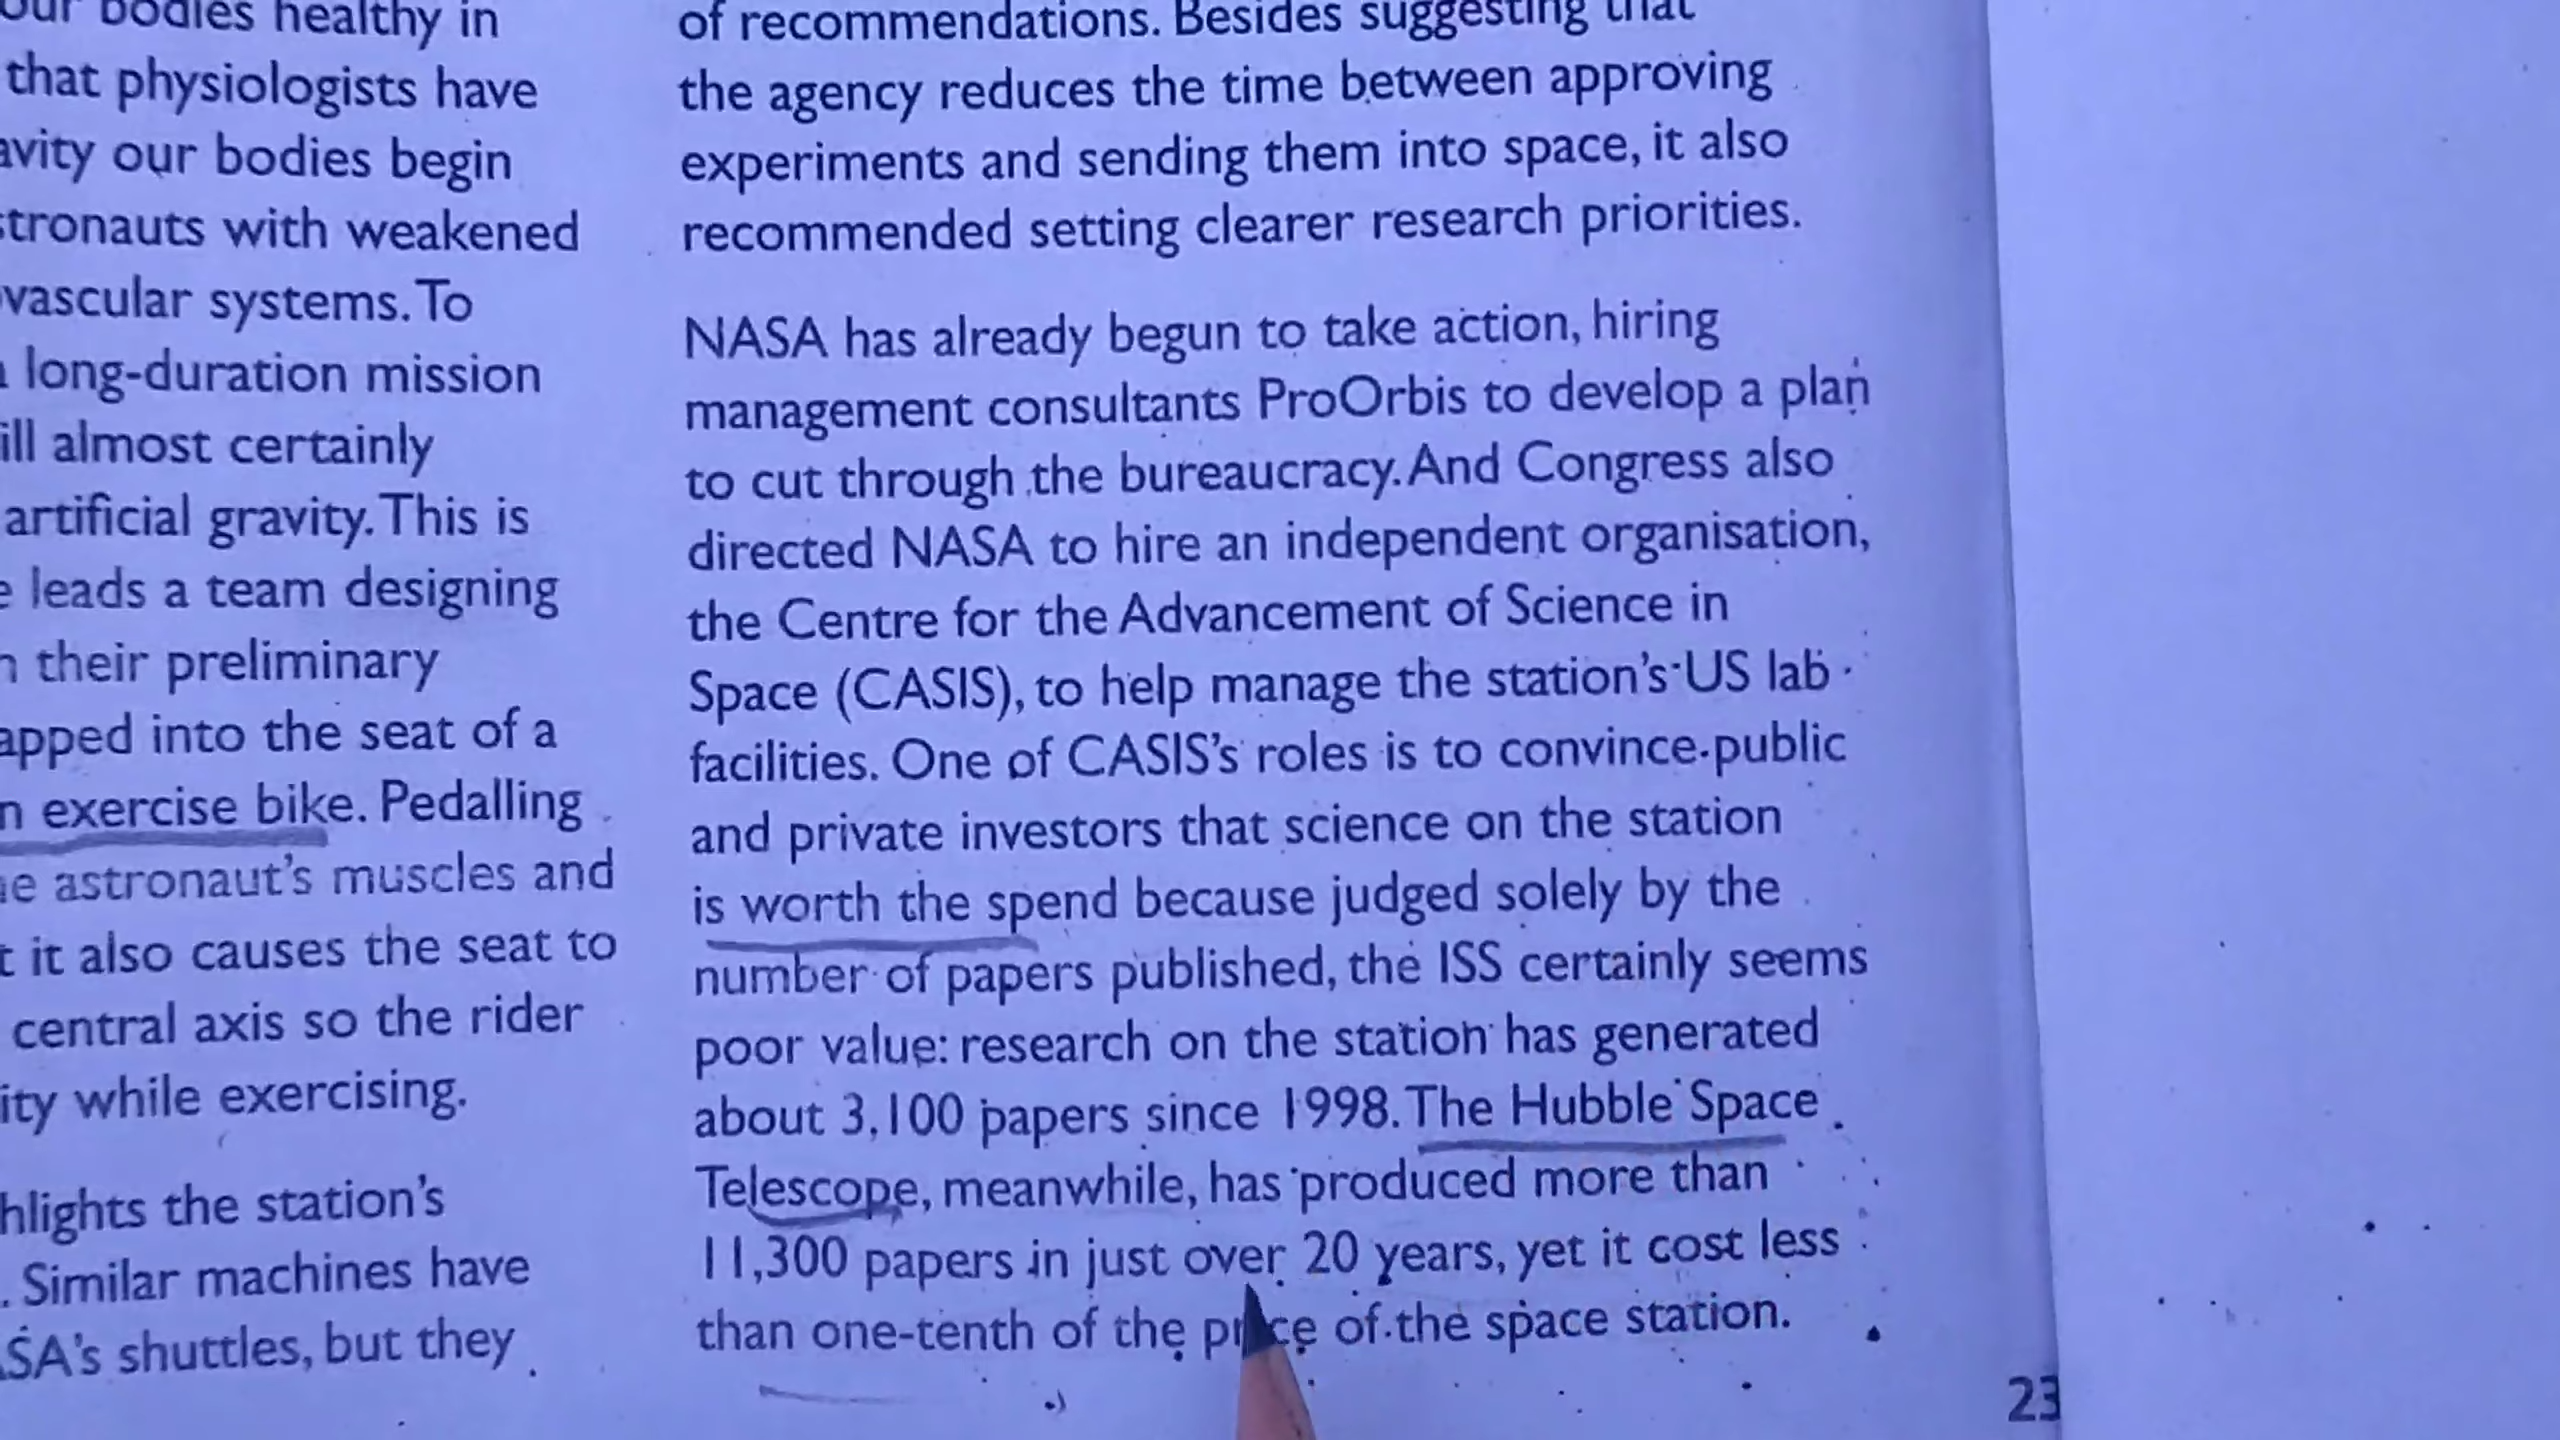 our bodies healthy in
that physiologists have
our bodies begin
with weakened
systems. To
long-duration mission
almost certainly
artificial gravity. This is
leads a team designing
their preliminary
into the seat of a
exercise bike. Pedalling
astronaut's muscles and
it also causes the seat to
central axis so the rider
while exercising.
the station's
. Similar machines have
shuttles, but they
of recommendations. Besides suggesting that
the agency reduces the time between approving
experiments and sending them into space, it also
recommended setting clearer research priorities.
NASA has already begun to take action, hiring
management consultants ProOrbis to develop a plan
to cut through the bureaucracy. And Congress also
directed NASA to hire an independent organisation,
the Centre for the Advancement of Science in
Space (CASIS), to help manage the station's US lab
facilities. One of CASIS's roles is to convince public
and private investors that science on the station
is worth the spend because judged solely by the
number of papers published, the ISS certainly seems
poor value: research on the station has generated
about 3,100 papers since 1998. The Hubble Space
Telescope, meanwhile, has produced more than
11,300 papers in just over 20 years, yet it cost less
than one-tenth of the price of the space station.
23